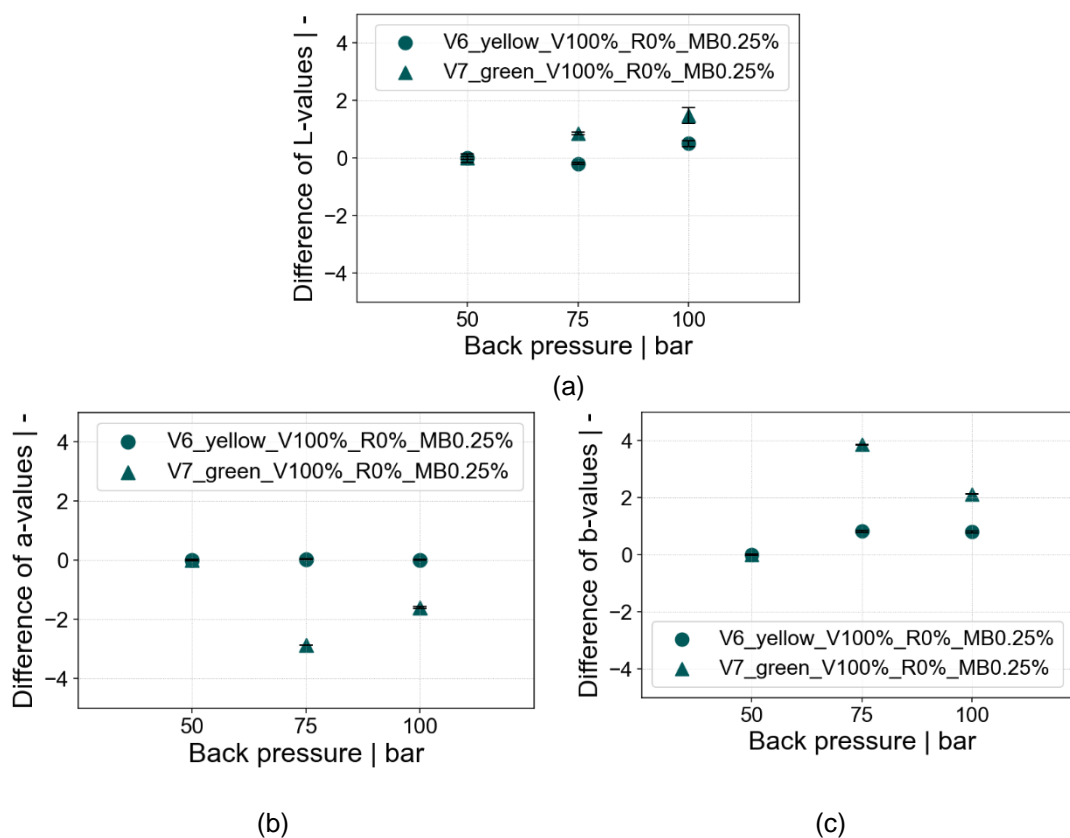 Difference of L-values | -
4
2
0
−2
−4
V6_yellow_V100%_R0%_MB0.25%
V7_green_V100%_R0%_MB0.25%
50 75 100
Back pressure | bar
(a)
Difference of a-values | -
4
2
0
−2
−4
V6_yellow_V100%_R0%_MB0.25%
V7_green_V100%_R0%_MB0.25%
50 75 100
Back pressure | bar
(b)
Difference of b-values | -
4
2
0
−2
−4
V6_yellow_V100%_R0%_MB0.25%
V7_green_V100%_R0%_MB0.25%
50 75 100
Back pressure | bar
(c)